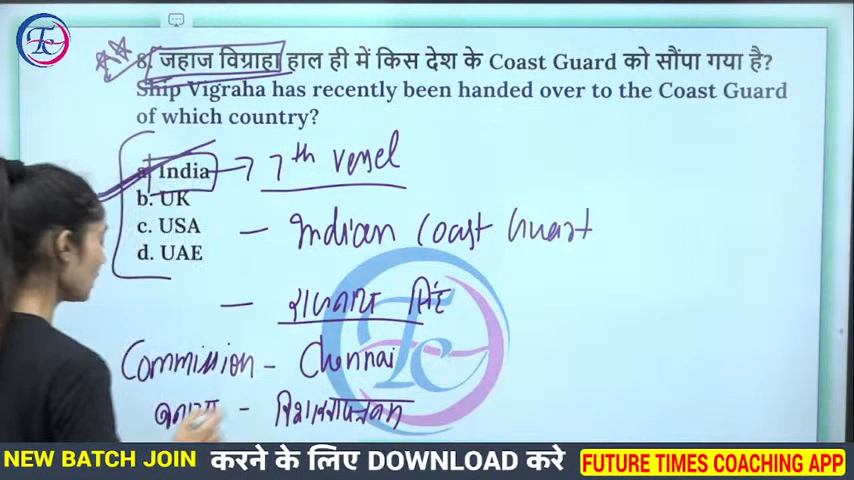 8. जहाज विग्राहा हाल ही में किस देश के Coast Guard को सौंपा गया है?
Ship Vigraha has recently been handed over to the Coast Guard
of which country?
a. India → 7th vessel
b. UK
c. USA – Indian Coast Guard
d. UAE
– राजनाथ सिंह
Commission – Chennai
– विशाखापत्तनम
NEW BATCH JOIN करने के लिए DOWNLOAD करे FUTURE TIMES COACHING APP